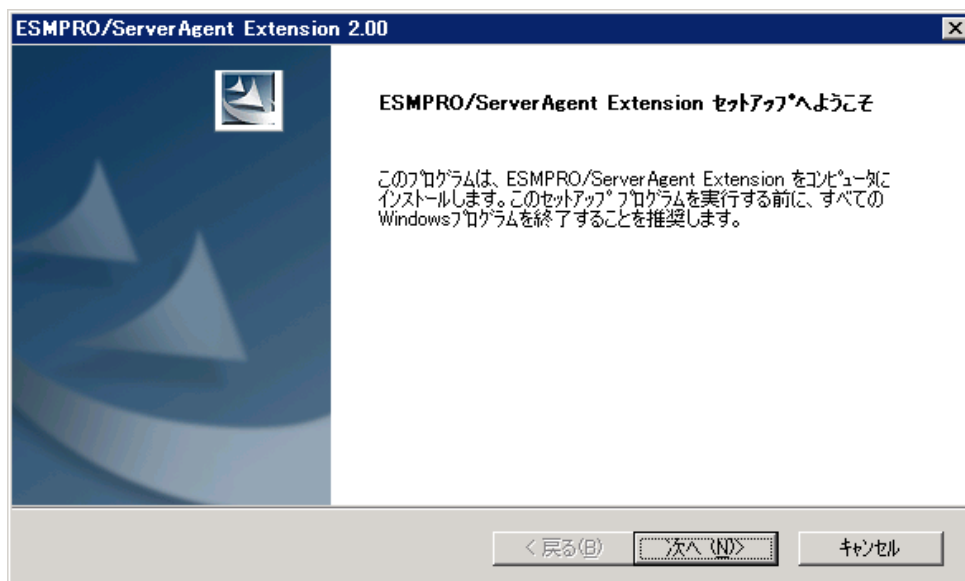 ESMPRO/ServerAgent Extension 2.00
ESMPRO/ServerAgent Extension ｾｯﾄｱｯﾌﾟへようこそ
このﾌﾟﾛｸﾞﾗﾑは、ESMPRO/ServerAgent Extension をｺﾝﾋﾟｭｰﾀに
ｲﾝｽﾄｰﾙします。このｾｯﾄｱｯﾌﾟ ﾌﾟﾛｸﾞﾗﾑを実行する前に、すべての
Windowsﾌﾟﾛｸﾞﾗﾑを終了することを推奨します。
< 戻る(B)
次へ (N)>
ｷｬﾝｾﾙ